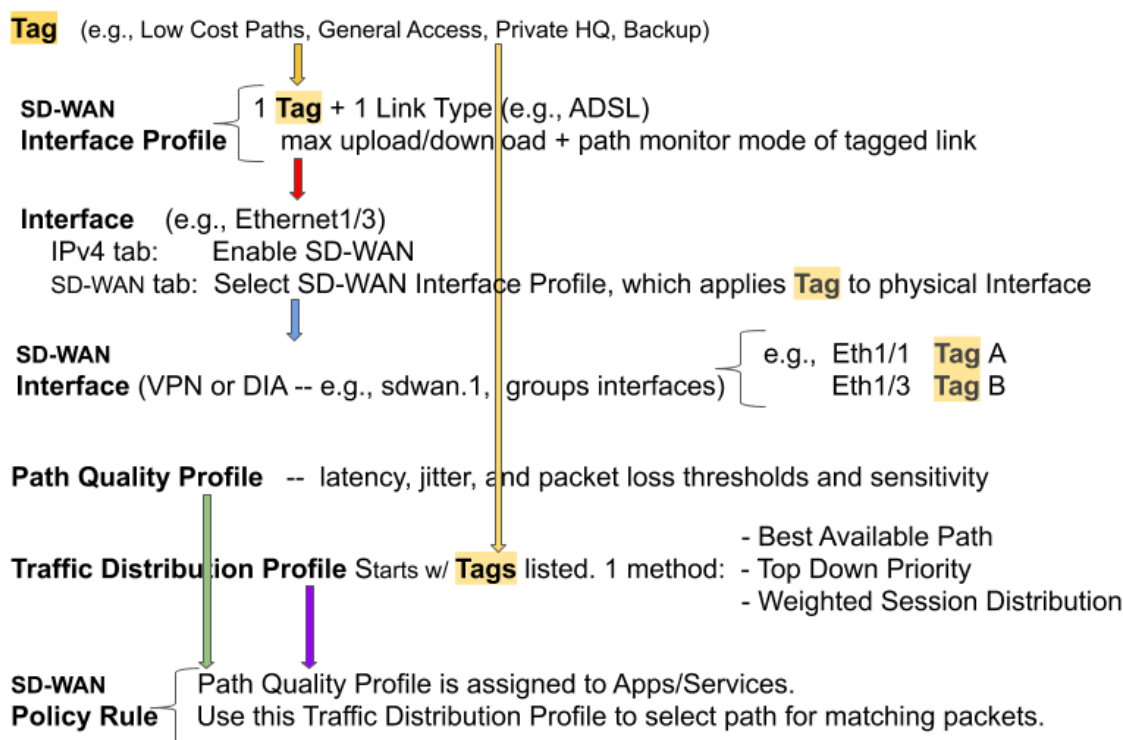 Tag (e.g., Low Cost Paths, General Access, Private HQ, Backup)
SD-WAN
Interface Profile
1 Tag + 1 Link Type (e.g., ADSL)
max upload/download + path monitor mode of tagged link
Interface (e.g., Ethernet1/3)
IPv4 tab: Enable SD-WAN
SD-WAN tab: Select SD-WAN Interface Profile, which applies Tag to physical Interface
SD-WAN
Interface (VPN or DIA -- e.g., sdwan.1, groups interfaces)
e.g., Eth1/1 Tag A
Eth1/3 Tag B
Path Quality Profile -- latency, jitter, and packet loss thresholds and sensitivity
Traffic Distribution Profile Starts w/ Tags listed. 1 method:
- Best Available Path
- Top Down Priority
- Weighted Session Distribution
SD-WAN
Policy Rule
Path Quality Profile is assigned to Apps/Services.
Use this Traffic Distribution Profile to select path for matching packets.